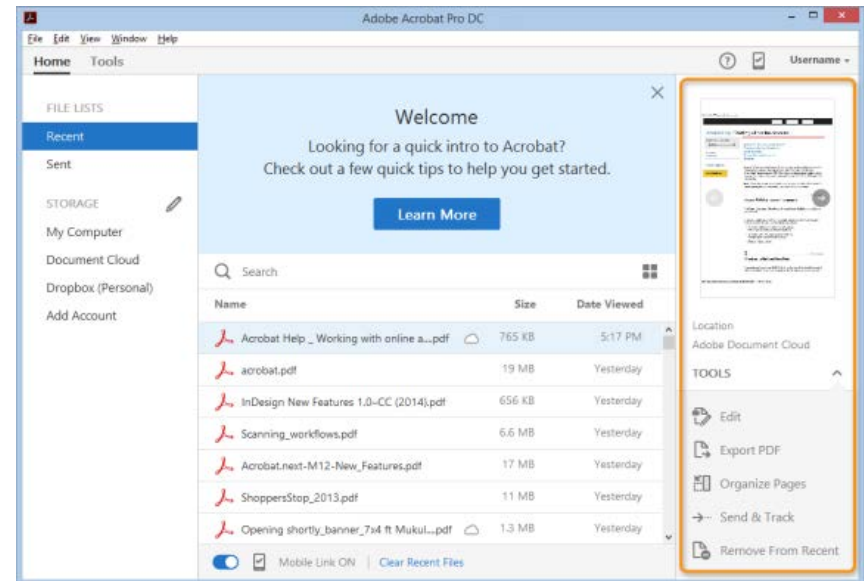 Adobe Acrobat Pro DC
File Edit View Window Help
Home Tools
Username
FILE LISTS
Recent
Sent
STORAGE
My Computer
Document Cloud
Dropbox (Personal)
Add Account
Welcome
Looking for a quick intro to Acrobat?
Check out a few quick tips to help you get started.
Learn More
Search
Name Size Date Viewed
Acrobat Help _ Working with online a...pdf 765 KB 5:17 PM
acrobat.pdf 19 MB Yesterday
InDesign New Features 1.0-CC (2014).pdf 656 KB Yesterday
Scanning_workflows.pdf 6.6 MB Yesterday
Acrobat.next-M12-New_Features.pdf 17 MB Yesterday
ShoppersStop_2013.pdf 11 MB Yesterday
Opening shortly_banner_7x4 ft Mukul...pdf 1.3 MB Yesterday
Mobile Link ON | Clear Recent Files
Location
Adobe Document Cloud
TOOLS
Edit
Export PDF
Organize Pages
Send & Track
Remove From Recent